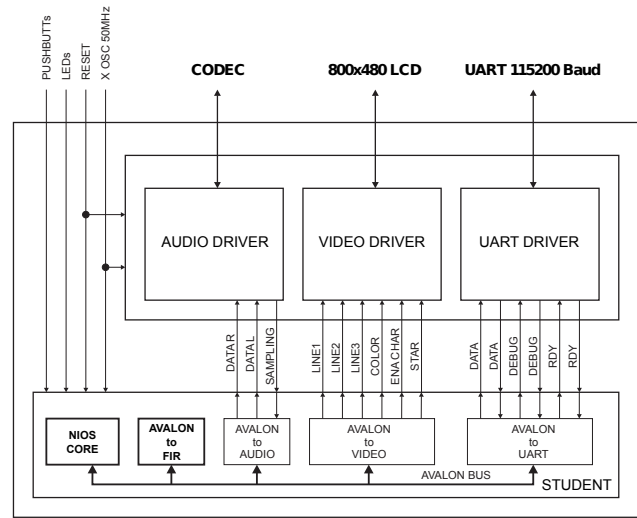 PUSHBUTTs
LEDs
RESET
X OSC 50MHz
CODEC
800x480 LCD
UART 115200 Baud
AUDIO DRIVER
VIDEO DRIVER
UART DRIVER
DATA R
DATA L
SAMPLING
LINE1
LINE2
LINE3
COLOR
ENA CHAR
STAR
DATA
DATA
DEBUG
DEBUG
RDY
RDY
NIOS
CORE
AVALON
to
FIR
AVALON
to
AUDIO
AVALON
to
VIDEO
AVALON
to
UART
AVALON BUS
STUDENT